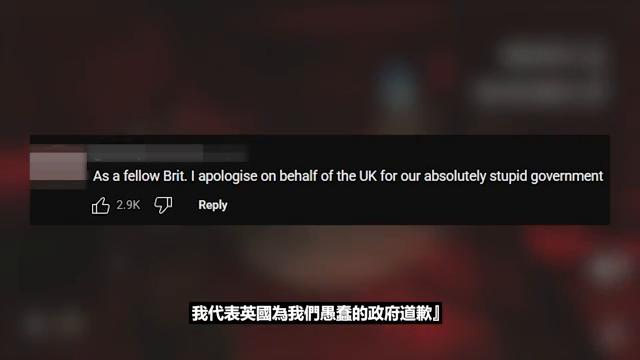 As a fellow Brit. I apologise on behalf of the UK for our absolutely stupid government
2.9K
Reply
我代表英國為我們愚蠢的政府道歉』